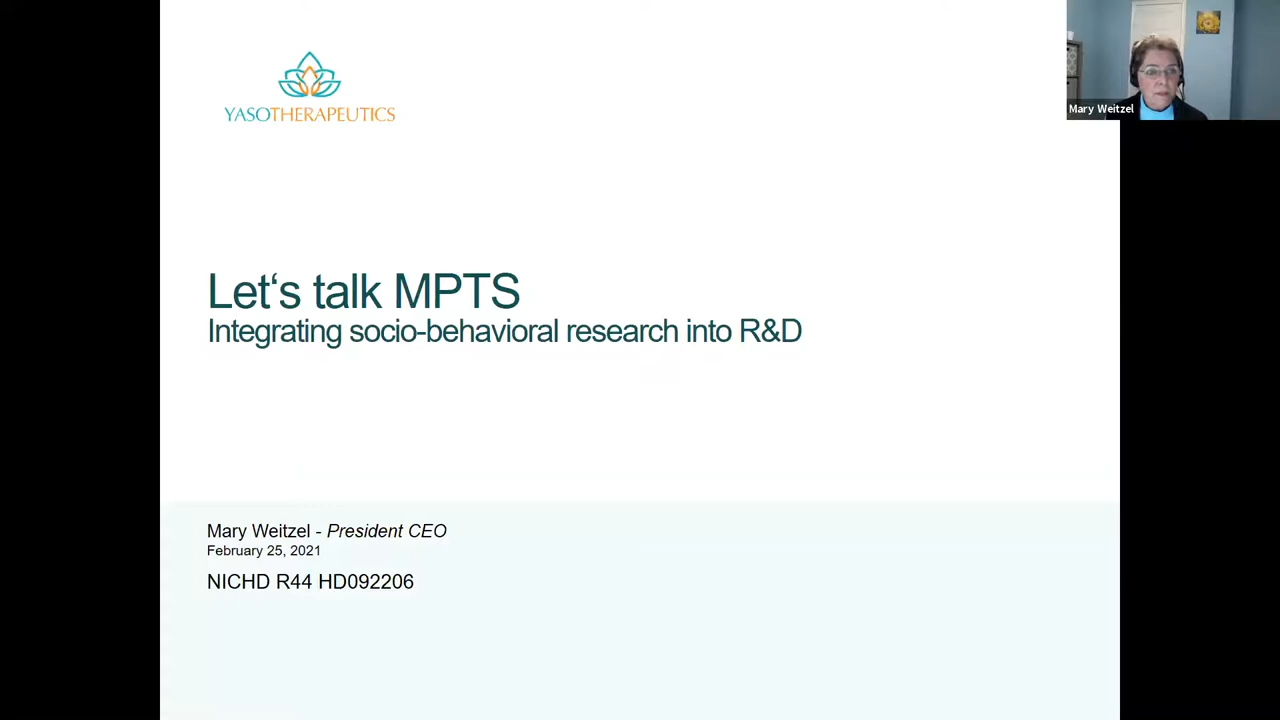 YASOTHERAPEUTICS
Mary Weitzel
Let‘s talk MPTS
Integrating socio-behavioral research into R&D
Mary Weitzel - President CEO
February 25, 2021
NICHD R44 HD092206